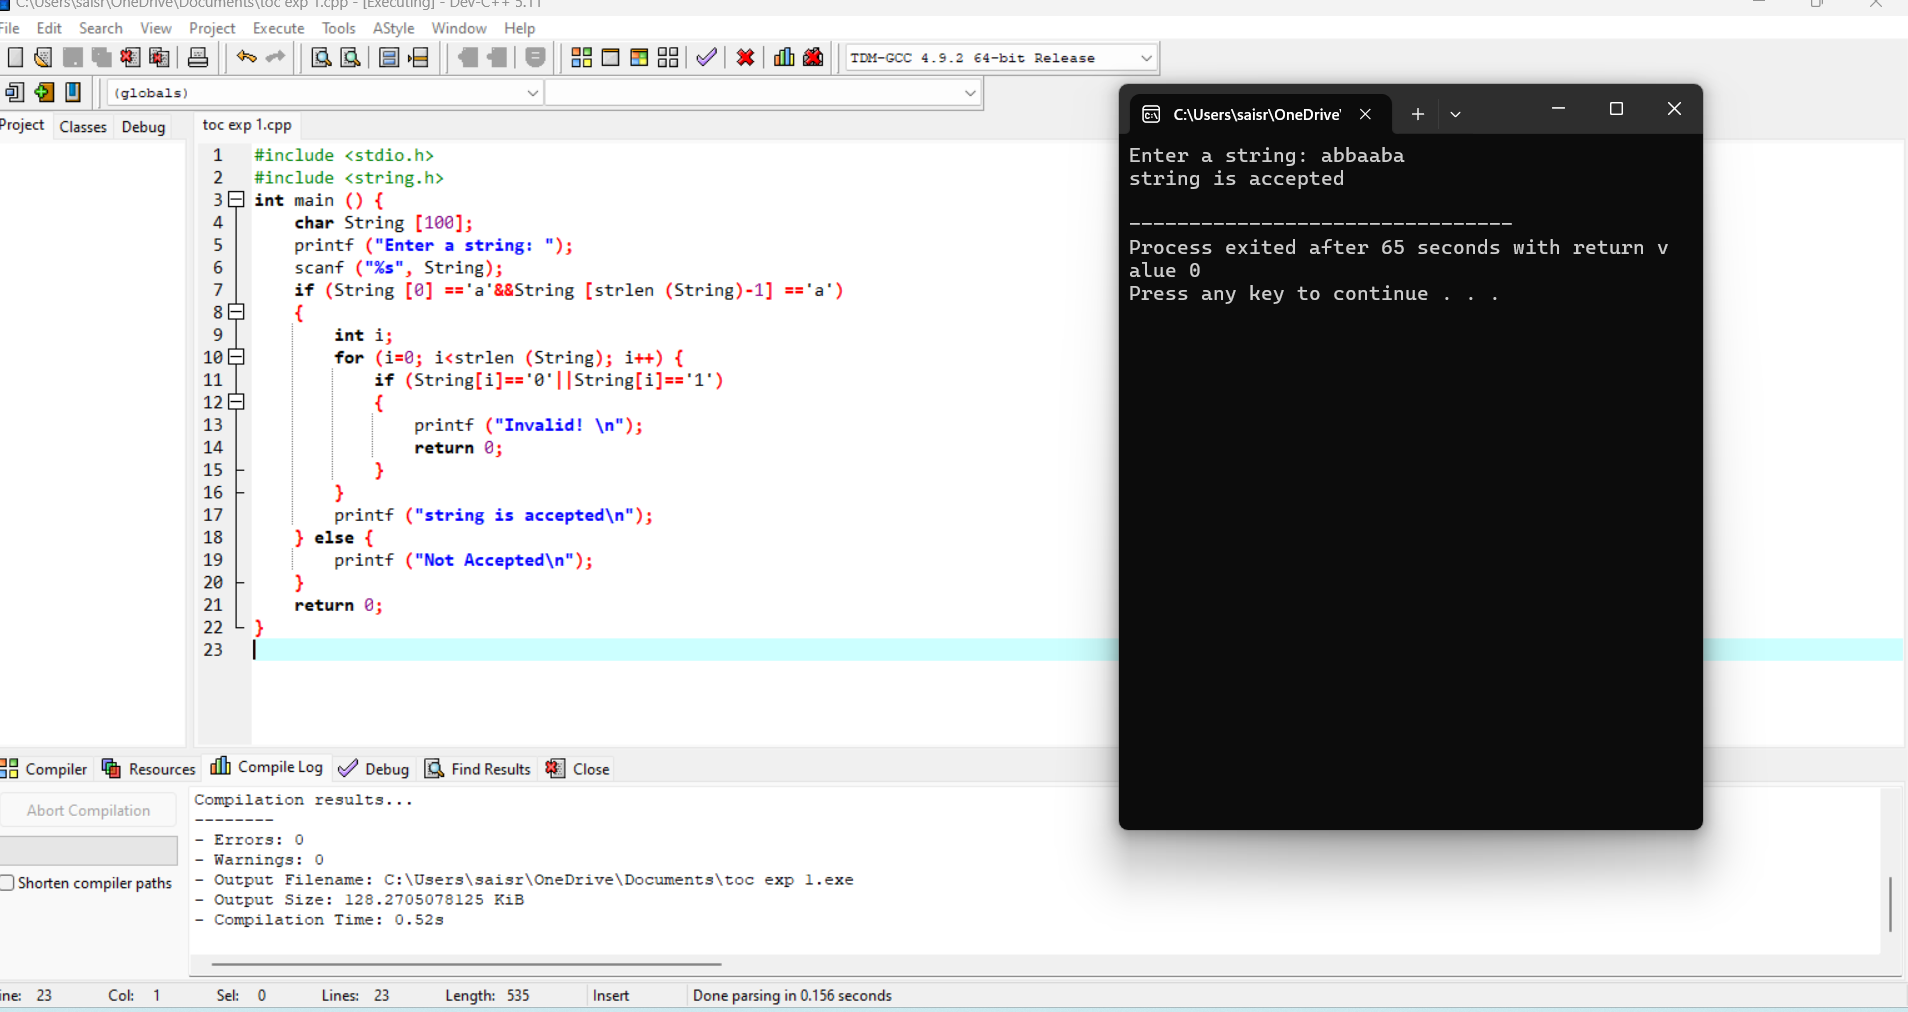 C:\Users\saisr\OneDrive\Documents\toc exp 1.cpp - [Executing] - Dev-C++ 5.11
File Edit Search View Project Execute Tools AStyle Window Help
TDM-GCC 4.9.2 64-bit Release
(globals)
Project Classes Debug
toc exp 1.cpp
1 #include <stdio.h>
2 #include <string.h>
3 int main () {
4 char String [100];
5 printf ("Enter a string: ");
6 scanf ("%s", String);
7 if (String [0] =='a'&&String [strlen (String)-1] =='a')
8 {
9 int i;
10 for (i=0; i<strlen (String); i++) {
11 if (String[i]=='0'||String[i]=='1')
12 {
13 printf ("Invalid! \n");
14 return 0;
15 }
16 }
17 printf ("string is accepted\n");
18 } else {
19 printf ("Not Accepted\n");
20 }
21 return 0;
22 }
23
C:\Users\saisr\OneDrive\
Enter a string: abbaaba
string is accepted
--------------------------------
Process exited after 65 seconds with return v
alue 0
Press any key to continue . . .
Compiler Resources Compile Log Debug Find Results Close
Abort Compilation
Shorten compiler paths
Compilation results...
--------
- Errors: 0
- Warnings: 0
- Output Filename: C:\Users\saisr\OneDrive\Documents\toc exp 1.exe
- Output Size: 128.2705078125 KiB
- Compilation Time: 0.52s
ine: 23 Col: 1 Sel: 0 Lines: 23 Length: 535 Insert Done parsing in 0.156 seconds